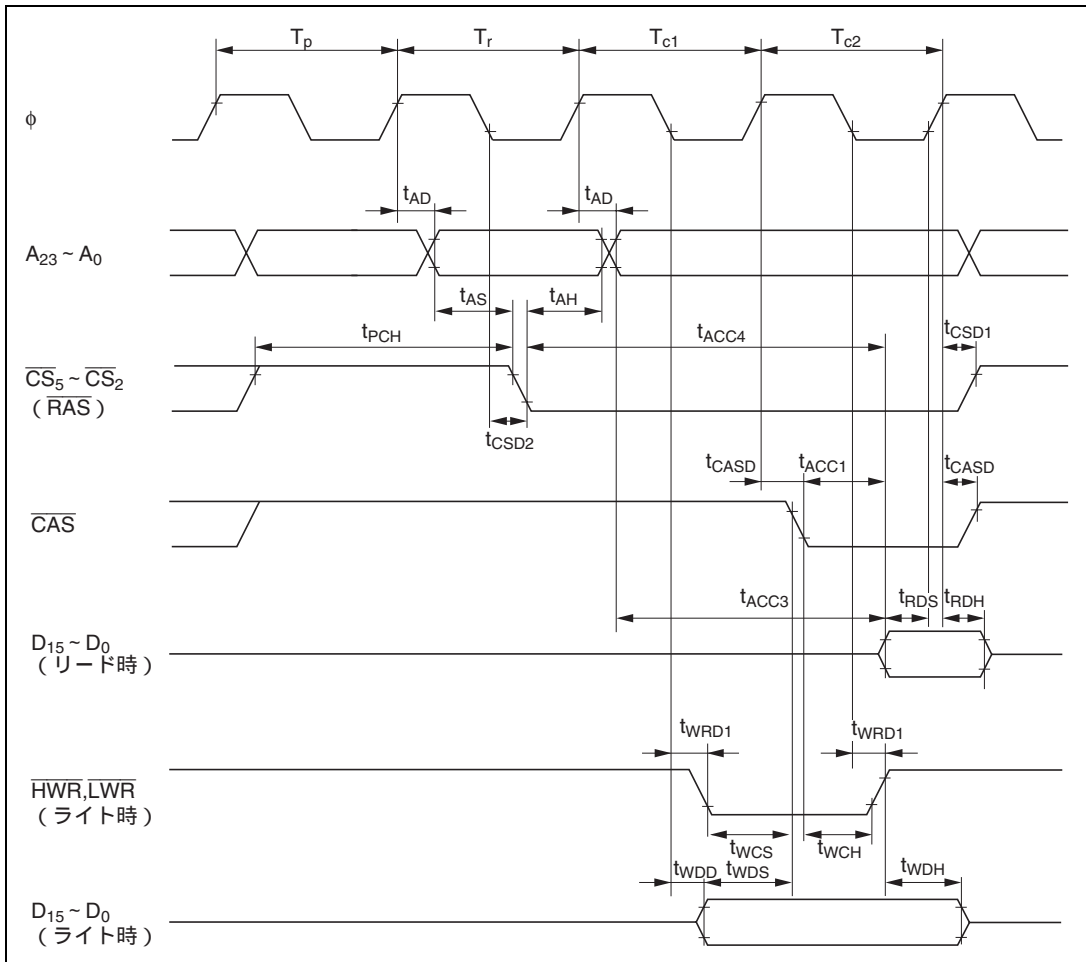 Tp Tr Tc1 Tc2
φ
tAD tAD
A23 ~ A0
tAS tAH
tPCH tACC4 tCSD1
CS5 ~ CS2
( RAS )
tCSD2
tCASD tACC1 tCASD
CAS
tACC3 tRDS tRDH
D15 ~ D0
( リード時 )
tWRD1 tWRD1
HWR,LWR
( ライト時 )
tWCS tWCH
tWDD tWDS tWDH
D15 ~ D0
( ライト時 )